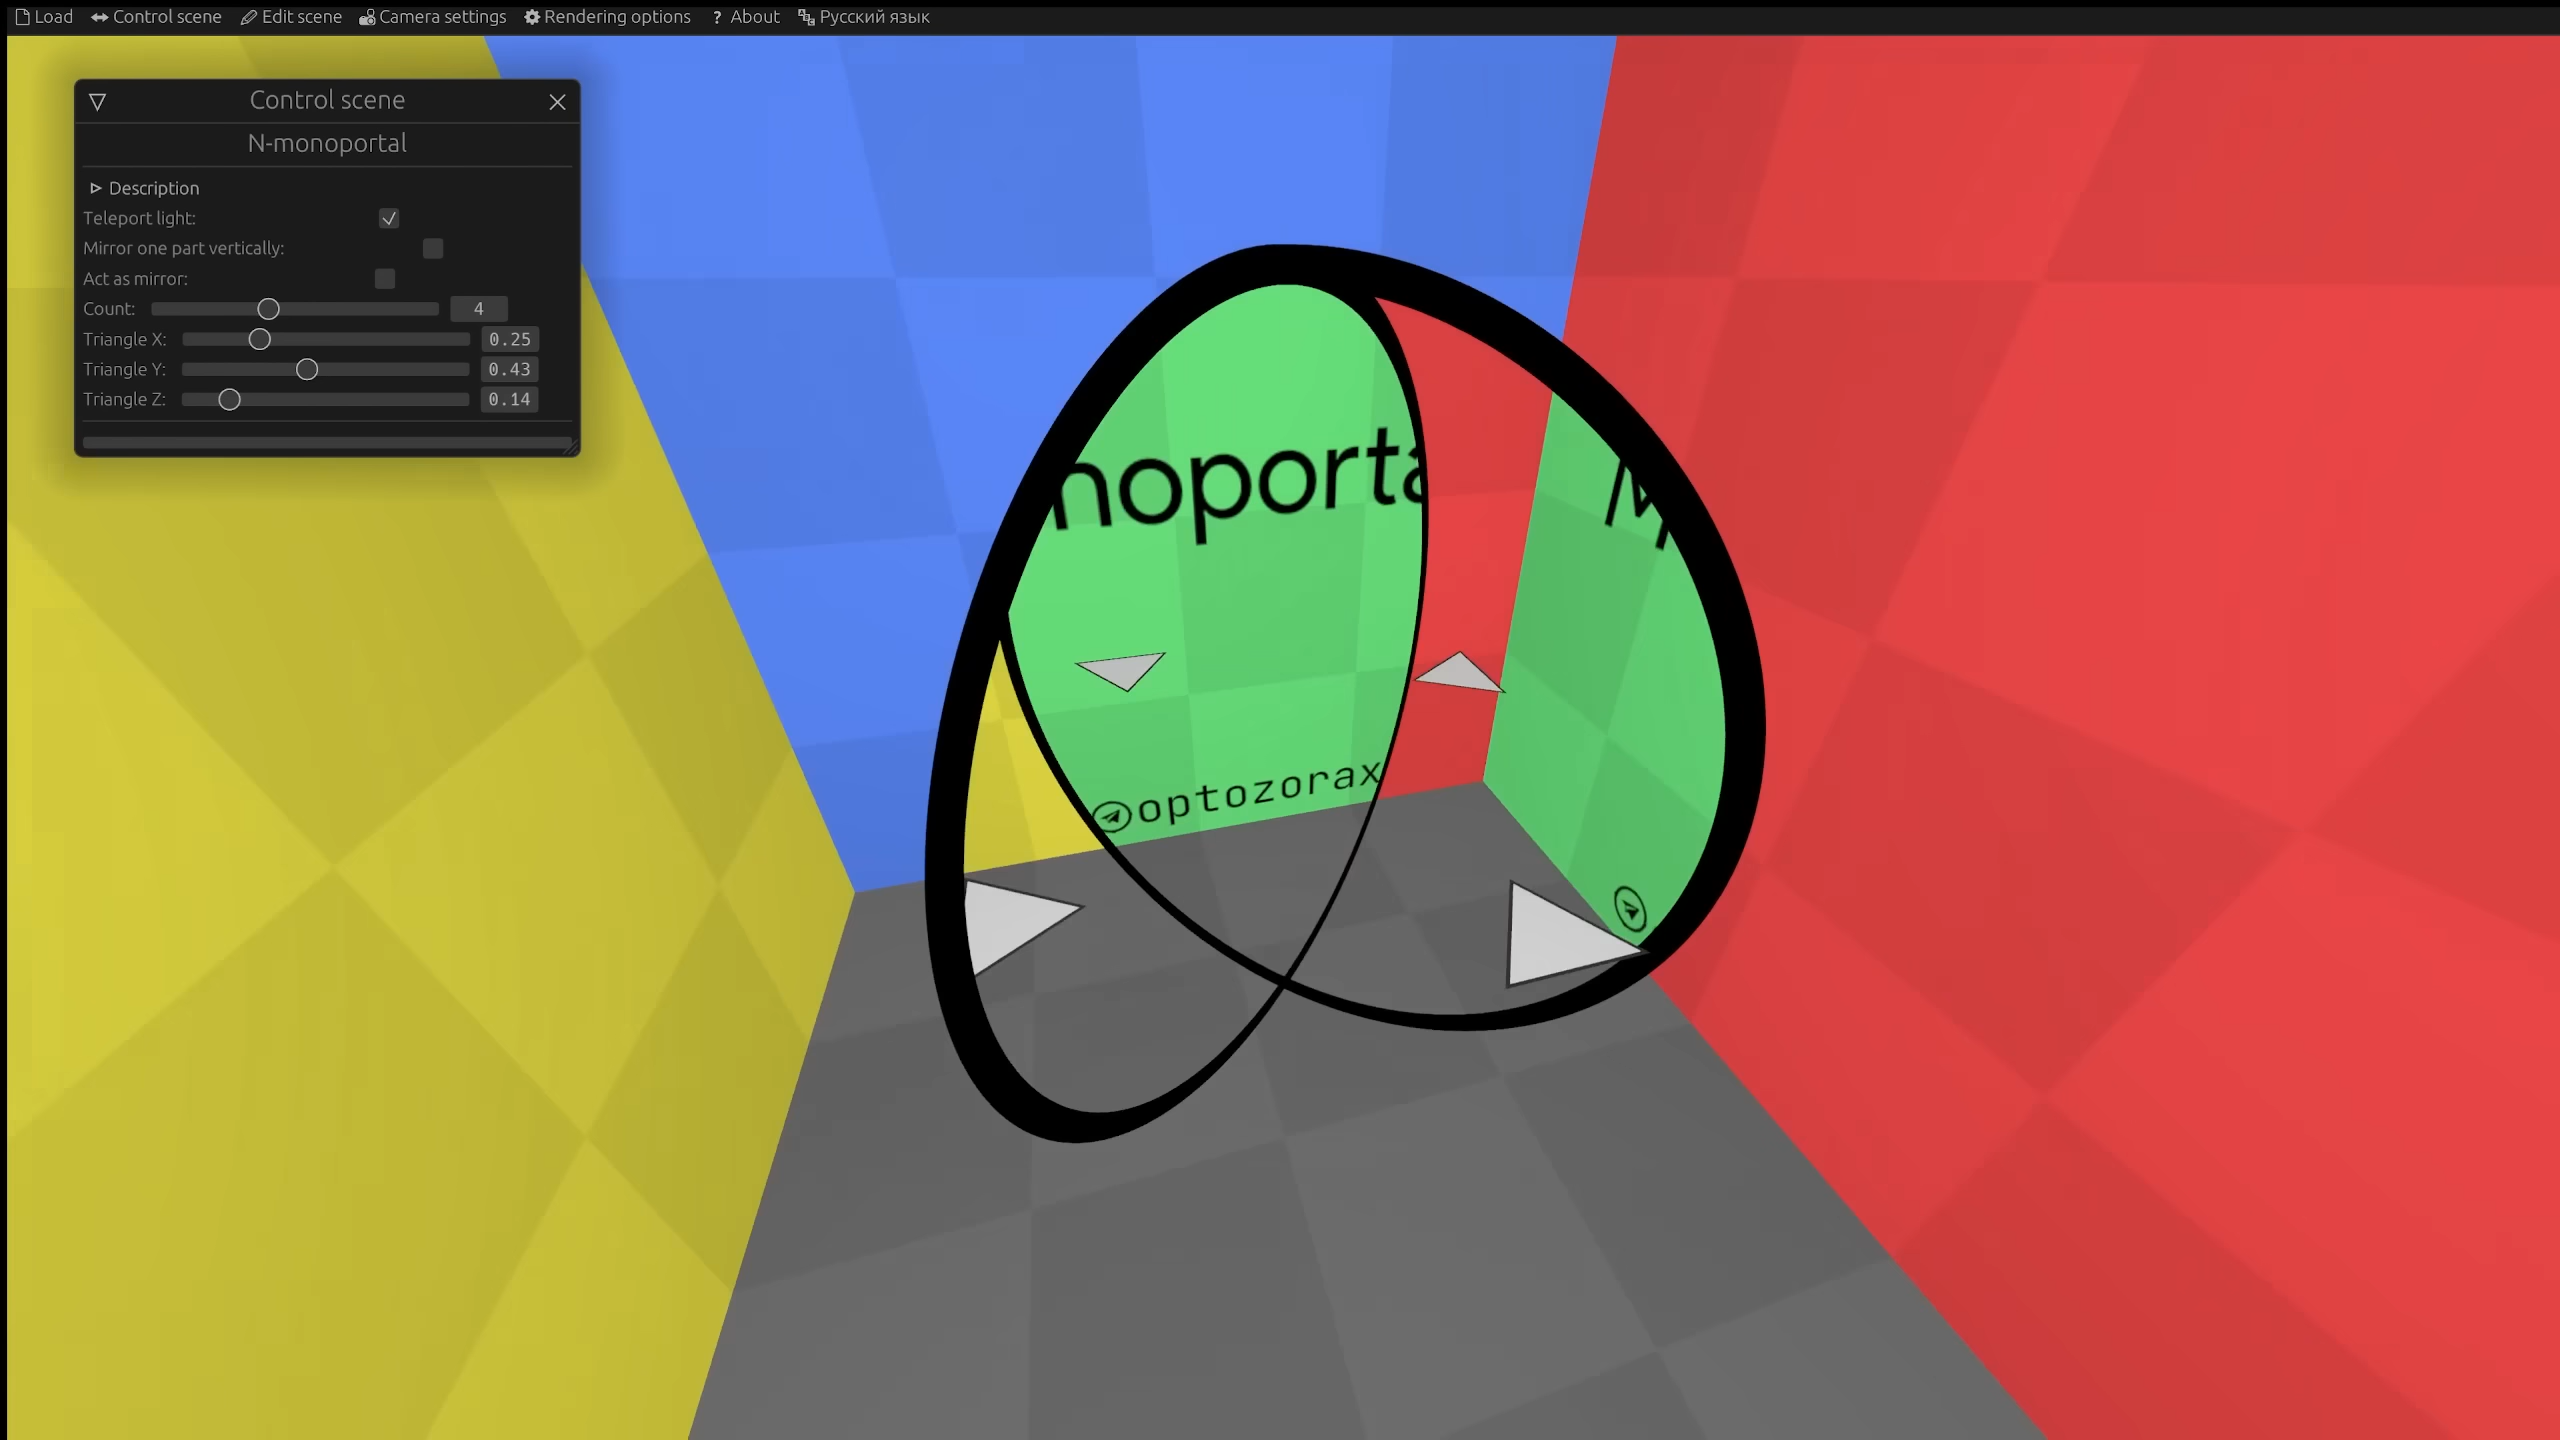 Load Control scene Edit scene Camera settings Rendering options ? About Русский язык
Control scene
N-monoportal
Description
Teleport light:
Mirror one part vertically:
Act as mirror:
Count: 4
Triangle X: 0.25
Triangle Y: 0.43
Triangle Z: 0.14
noporta
@optozorax